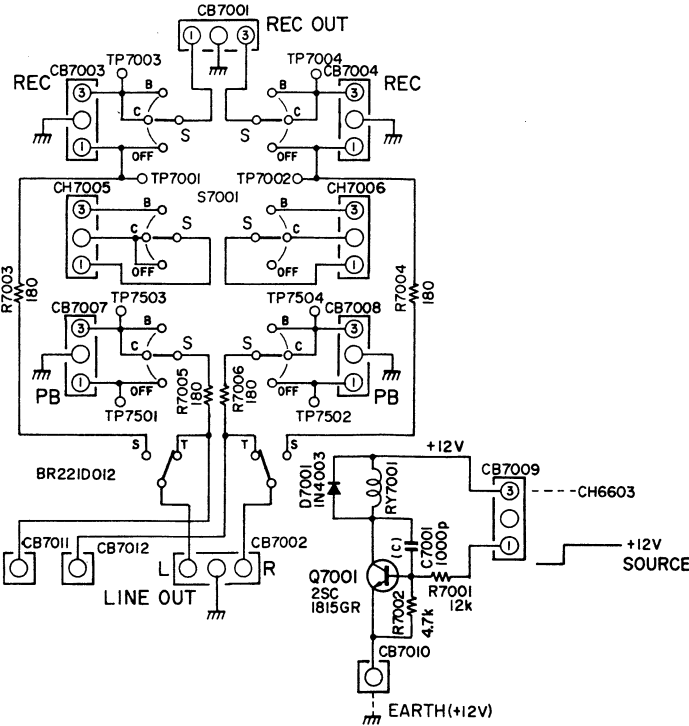 CB7001
REC OUT
1 3
TP7003 TP7004
REC CB7003 CB7004 REC
3 B B 3
C S S C
1 OFF OFF 1
TP7001 TP7002
CH7005 S7001 CH7006
3 B B 3
C S S C
1 OFF OFF 1
R7003 180
R7004 180
TP7503 TP7504
CB7007 CB7008
3 B B 3
C S S C
PB 1 OFF OFF 1 PB
R7005 180
R7006 180
TP7501 TP7502
S T T S
BR221D012
+12V
CB7009
D7001 1N4003
RY7001
3 CH6603
CB7011 CB7012 CB7002
L R
LINE OUT
(C) C7001 1000p
1 +12V
SOURCE
Q7001
2SC
1815GR
R7001
12k
R7002 4.7k
CB7010
EARTH(+12V)